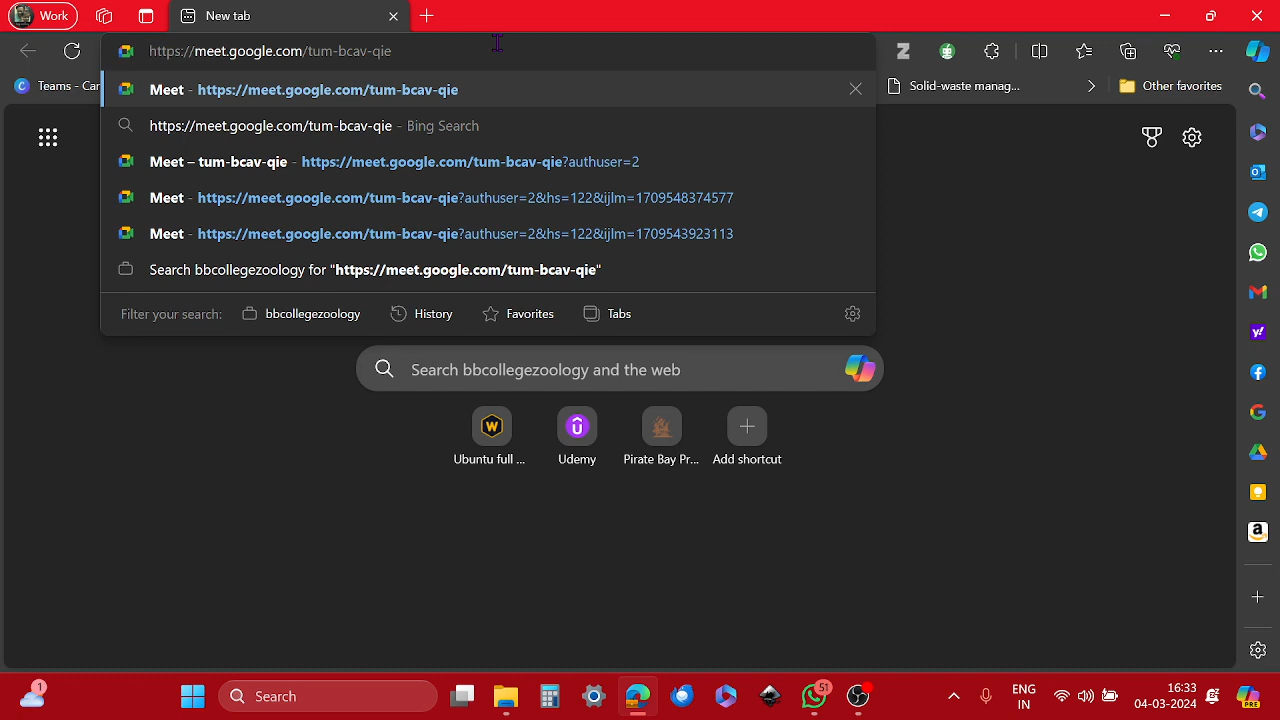 Work
New tab
https://meet.google.com/tum-bcav-qie
Teams - Can
Solid-waste manag...
Other favorites
Meet - https://meet.google.com/tum-bcav-qie
https://meet.google.com/tum-bcav-qie - Bing Search
Meet – tum-bcav-qie - https://meet.google.com/tum-bcav-qie?authuser=2
Meet - https://meet.google.com/tum-bcav-qie?authuser=2&hs=122&ijlm=1709548374577
Meet - https://meet.google.com/tum-bcav-qie?authuser=2&hs=122&ijlm=1709543923113
Search bbcollegezoology for "https://meet.google.com/tum-bcav-qie"
Filter your search: bbcollegezoology History Favorites Tabs
Search bbcollegezoology and the web
Ubuntu full ... Udemy Pirate Bay Pr... Add shortcut
1
Search
51
ENG
IN
16:33
04-03-2024
PRE